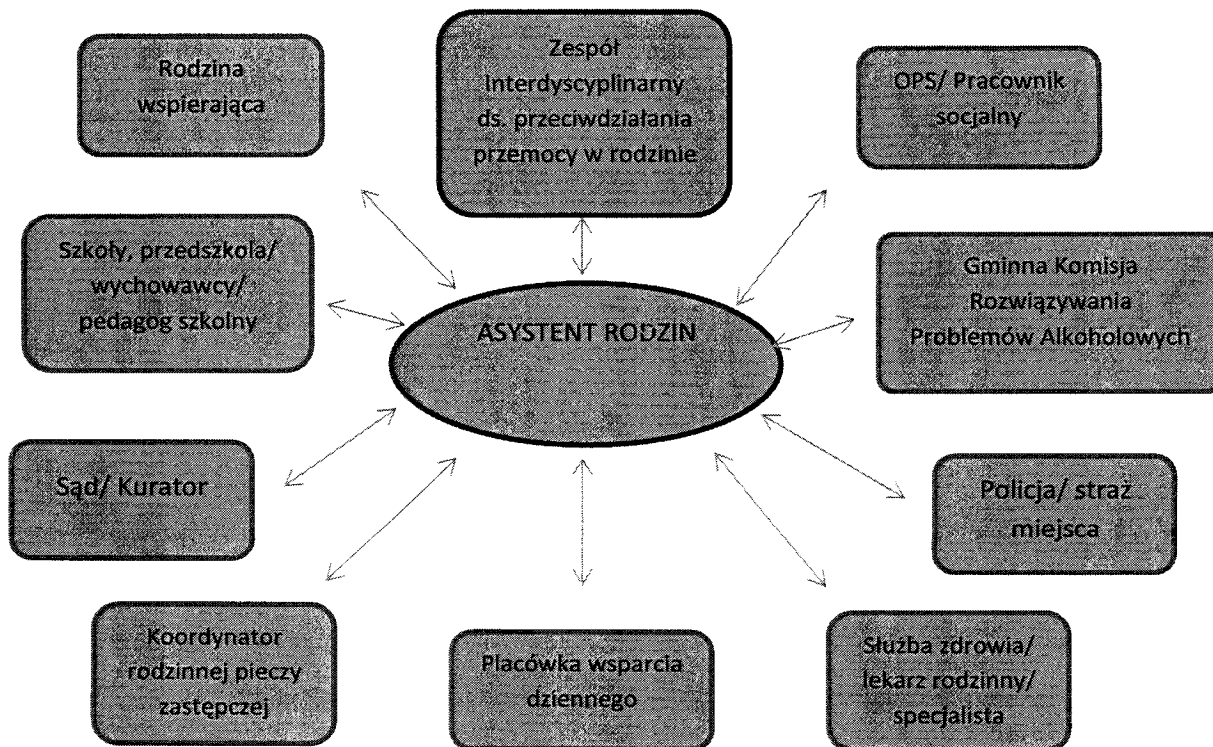 Rodzina
wspierająca
Zespół
Interdyscyplinarny
ds. przeciwdziałania
przemocy w rodzinie
OPS/ Pracownik
socjalny
Szkoły, przedszkola/
wychowawcy/
pedagog szkolny
ASYSTENT RODZIN
Gminna Komisja
Rozwiązywania
Problemów Alkoholowych
Sąd/ Kurator
Policja/ straż
miejsca
Koordynator
rodzinnej pieczy
zastępczej
Placówka wsparcia
dziennego
Służba zdrowia/
lekarz rodzinny/
specjalista